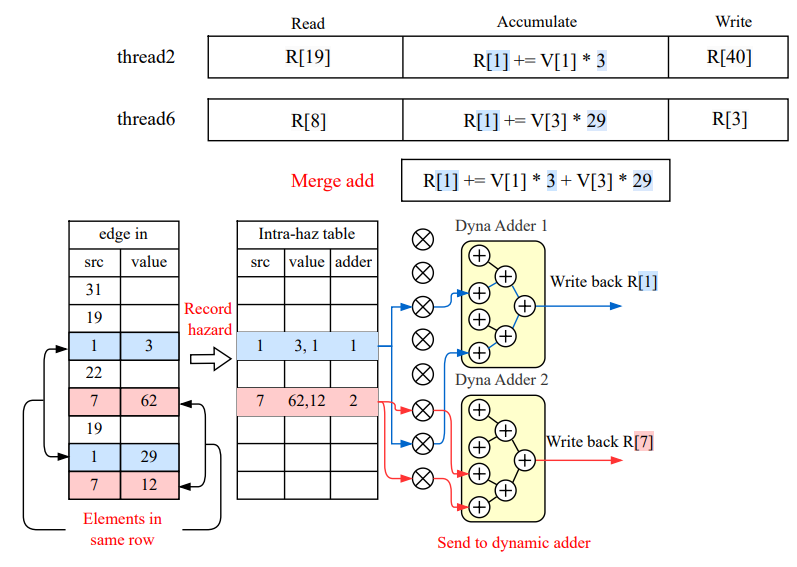 Read Accumulate Write
thread2 R[19] R[1] += V[1] * 3 R[40]
thread6 R[8] R[1] += V[3] * 29 R[3]
Merge add R[1] += V[1] * 3 + V[3] * 29
edge in
src value
31
19
1 3
22
7 62
19
1 29
7 12
Elements in
same row
Record
hazard
Intra-haz table
src value adder
1 3, 1 1
7 62,12 2
Dyna Adder 1
Write back R[1]
Dyna Adder 2
Write back R[7]
Send to dynamic adder